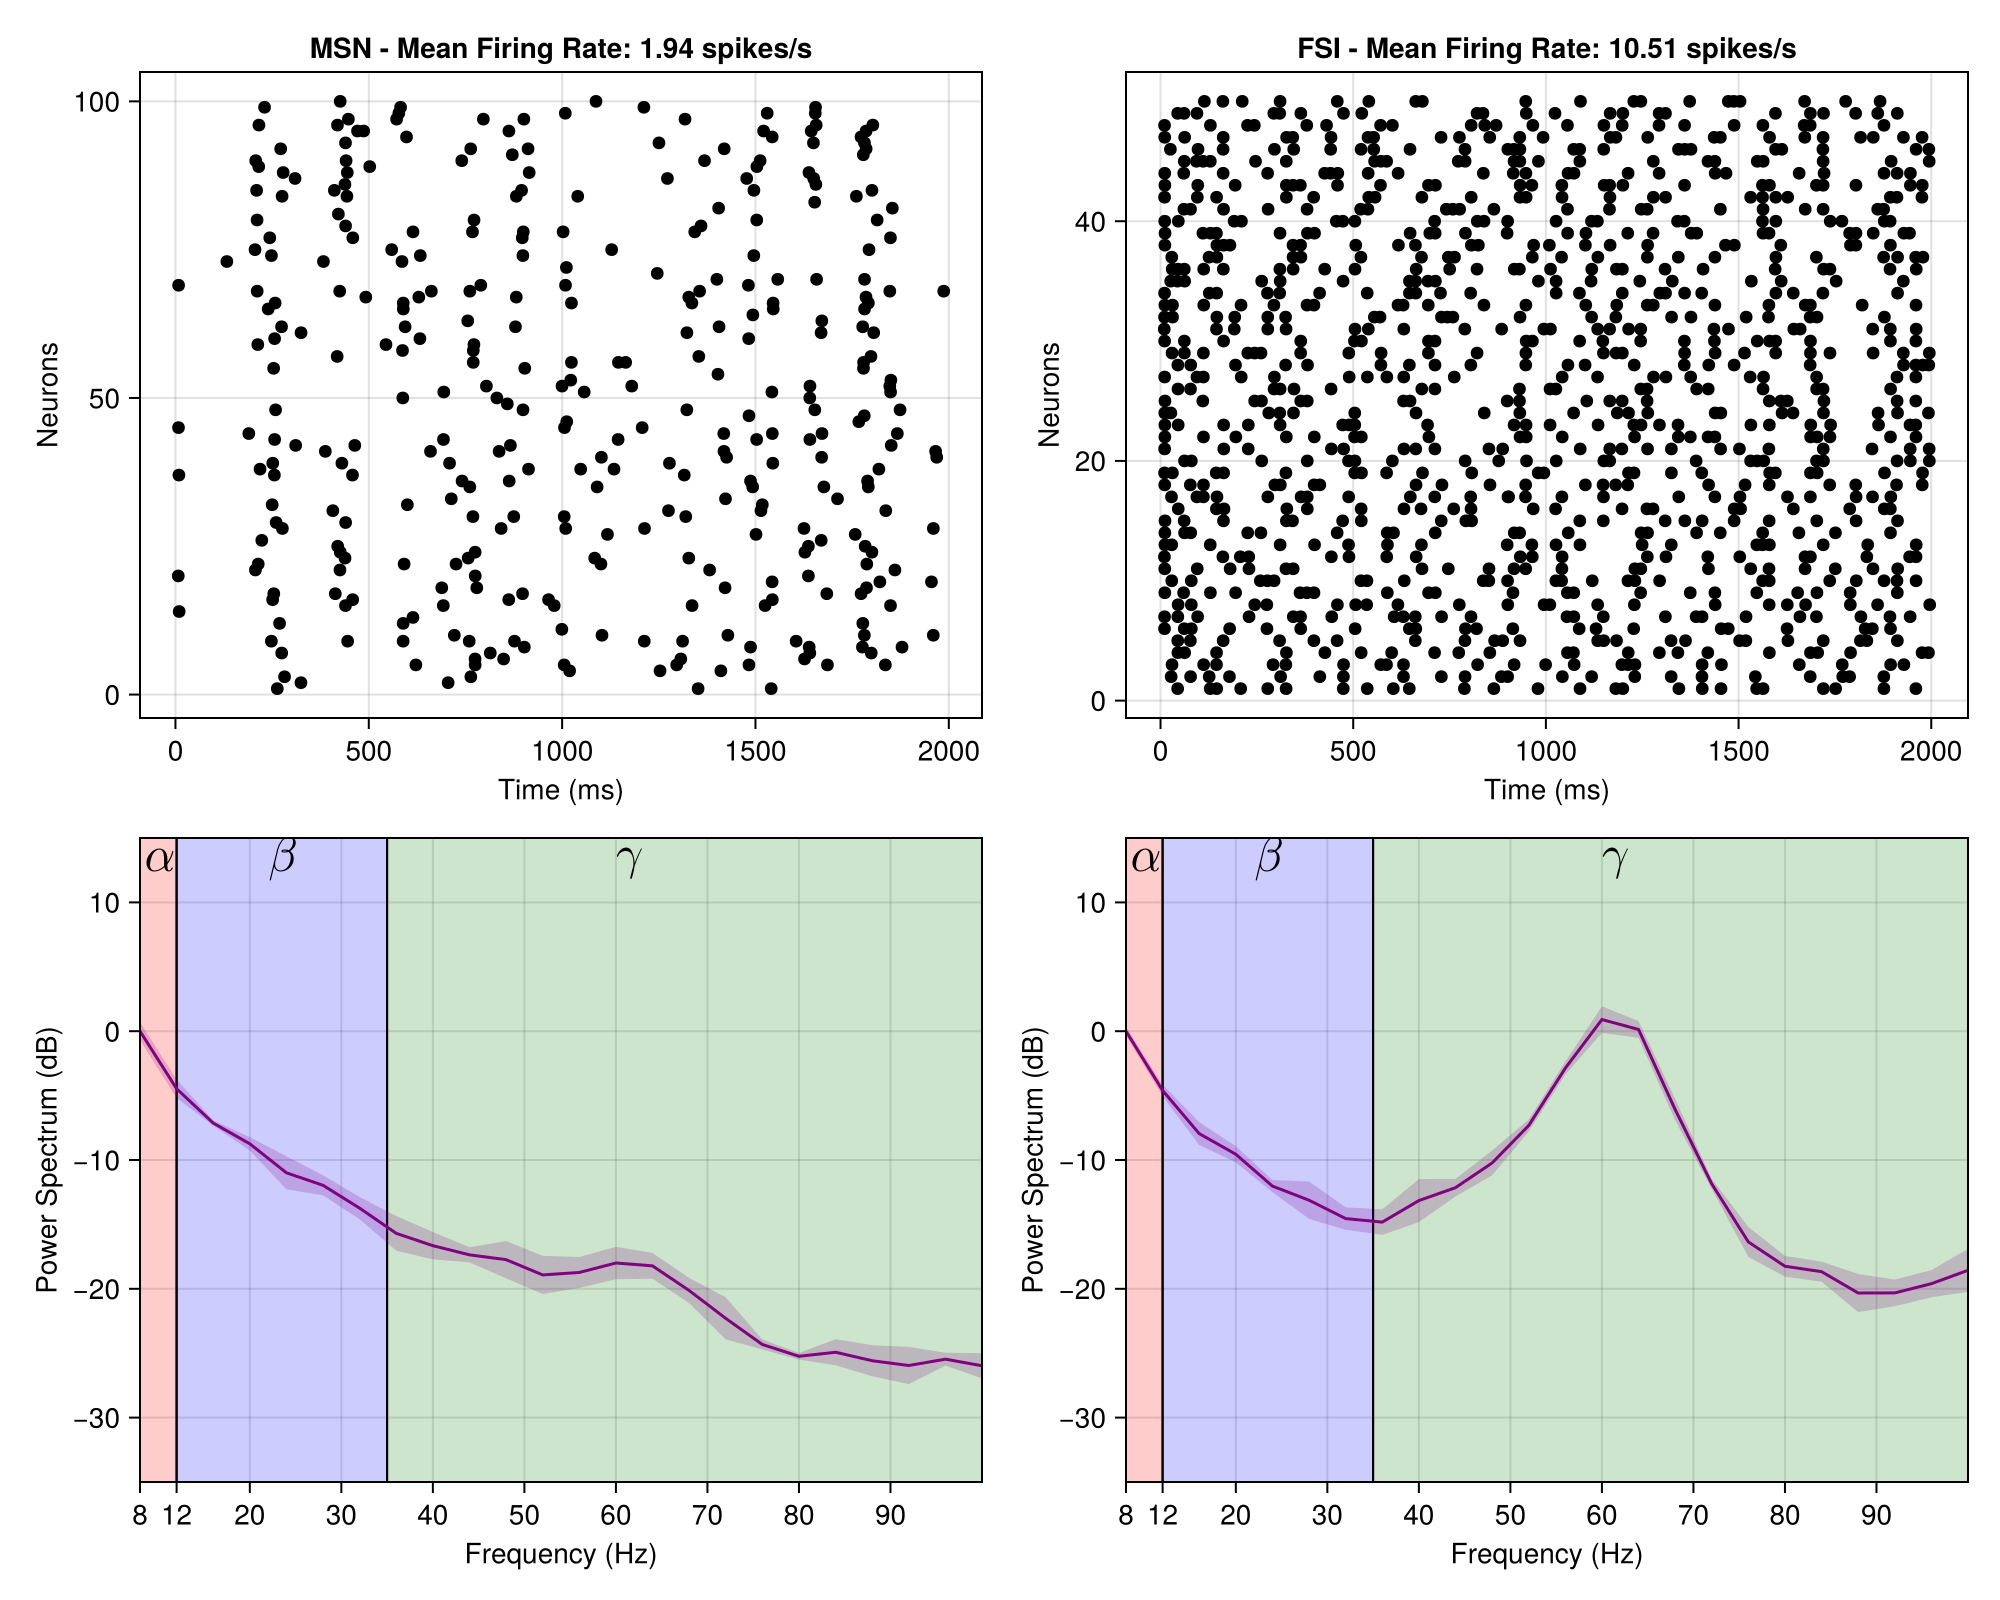 MSN - Mean Firing Rate: 1.94 spikes/s
100
50
0
Neurons
0 500 1000 1500 2000
Time (ms)
FSI - Mean Firing Rate: 10.51 spikes/s
40
20
0
Neurons
0 500 1000 1500 2000
Time (ms)
α β γ
10
0
−10
−20
−30
Power Spectrum (dB)
8 12 20 30 40 50 60 70 80 90
Frequency (Hz)
α β γ
10
0
−10
−20
−30
Power Spectrum (dB)
8 12 20 30 40 50 60 70 80 90
Frequency (Hz)